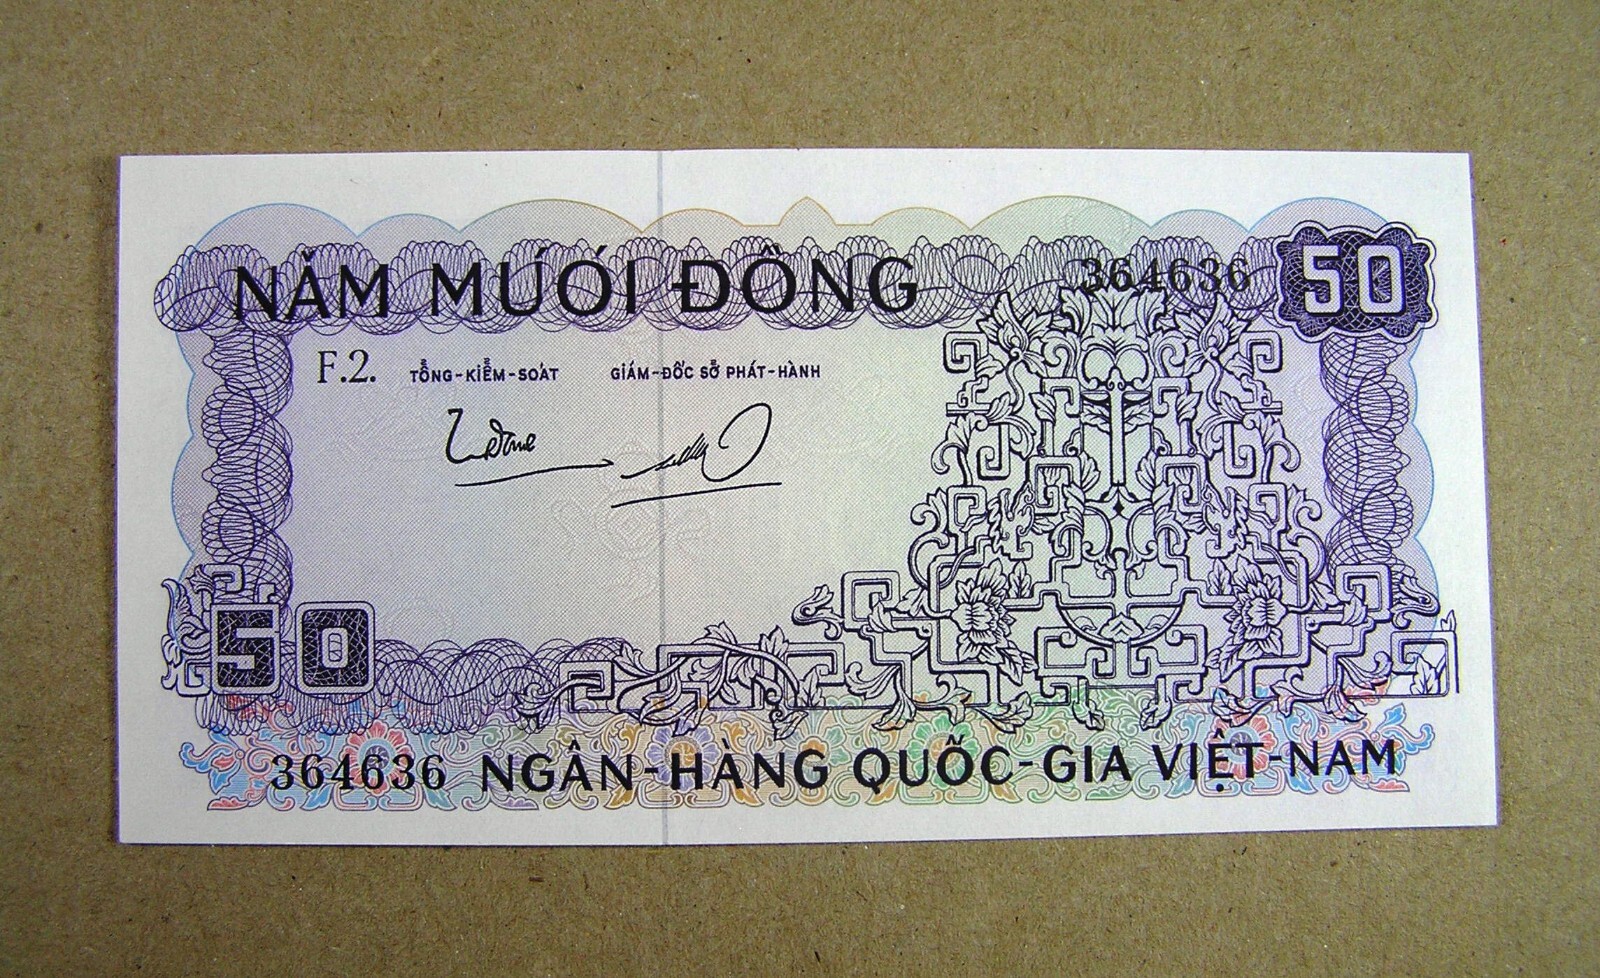 NĂM MƯƠI ĐỒNG
364636
50
F.2.
TỔNG-KIỂM-SOÁT
GIÁM-ĐỐC SỞ PHÁT-HÀNH
50
364636
NGÂN-HÀNG QUỐC-GIA VIỆT-NAM